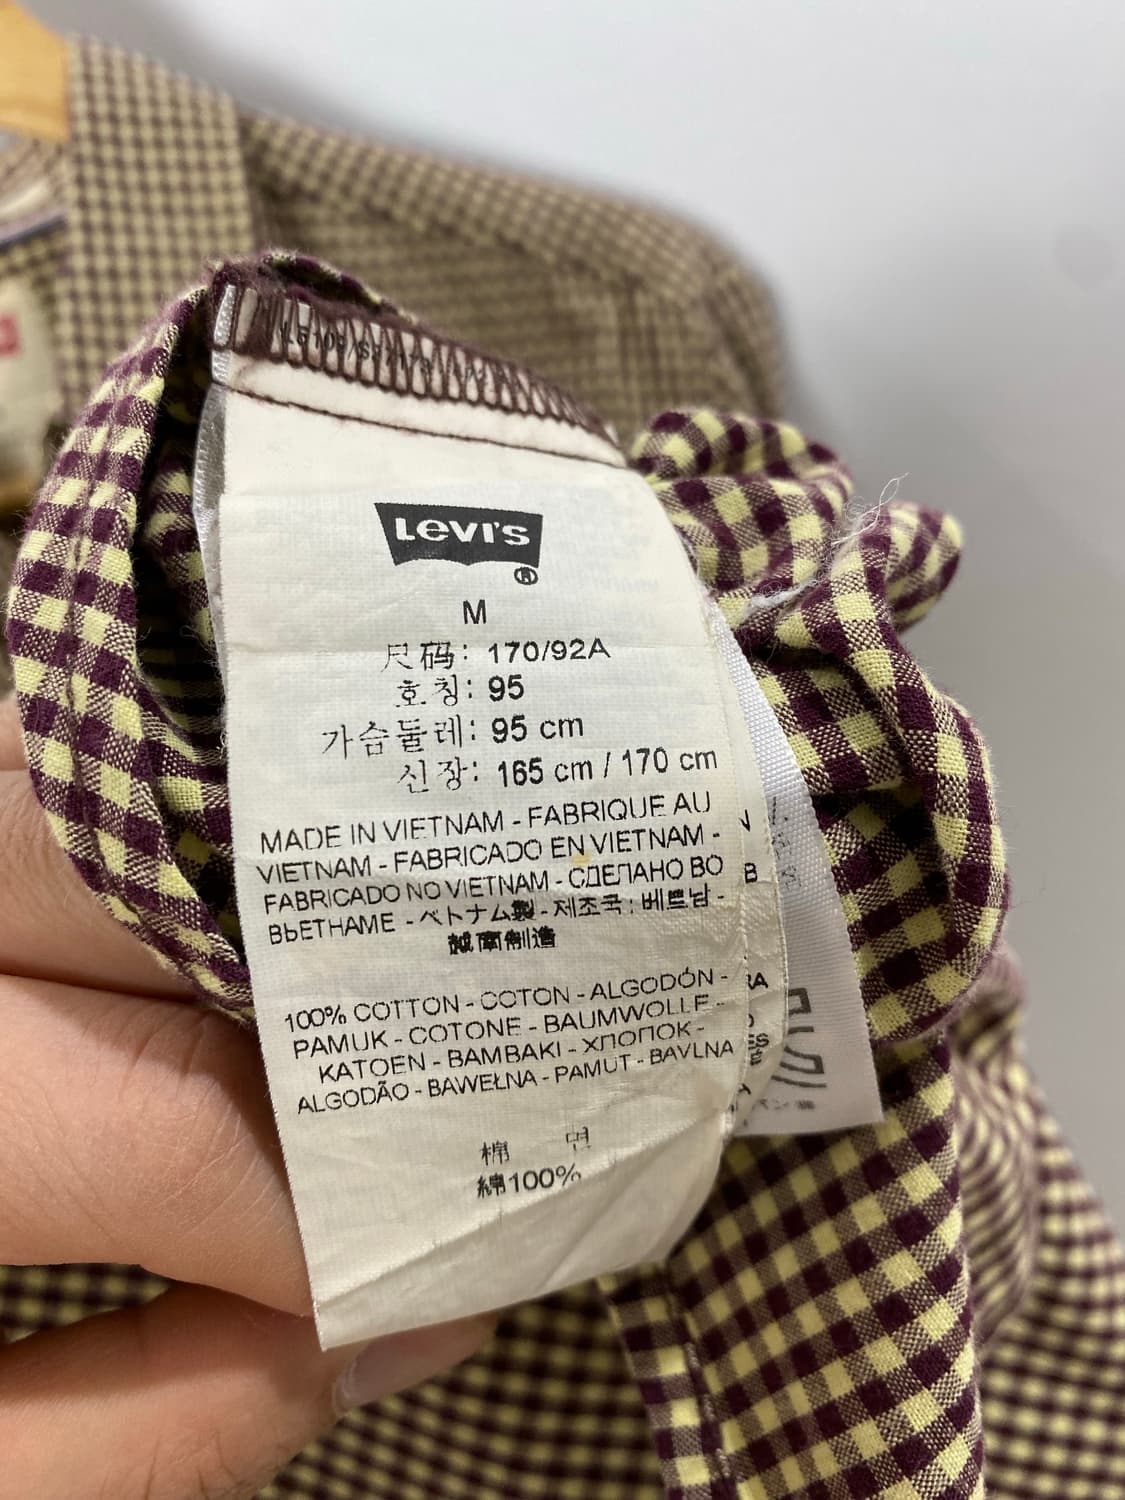 LEVI'S
®
M
尺码: 170/92A
호칭: 95
가슴둘레: 95 cm
신장: 165 cm / 170 cm
MADE IN VIETNAM - FABRIQUE AU
VIETNAM - FABRICADO EN VIETNAM -
FABRICADO NO VIETNAM - СДЕЛАНО ВО
ВЬЕТНАМЕ - ベトナム製 - 제조국 : 베트남 -
越南制造
100% COTTON - COTON - ALGODÓN -
PAMUK - COTONE - BAUMWOLLE -
KATOEN - BAMBAKI - ХЛОПОК -
ALGODÃO - BAWEŁNA - PAMUT - BAVLNA
棉 면
綿100%